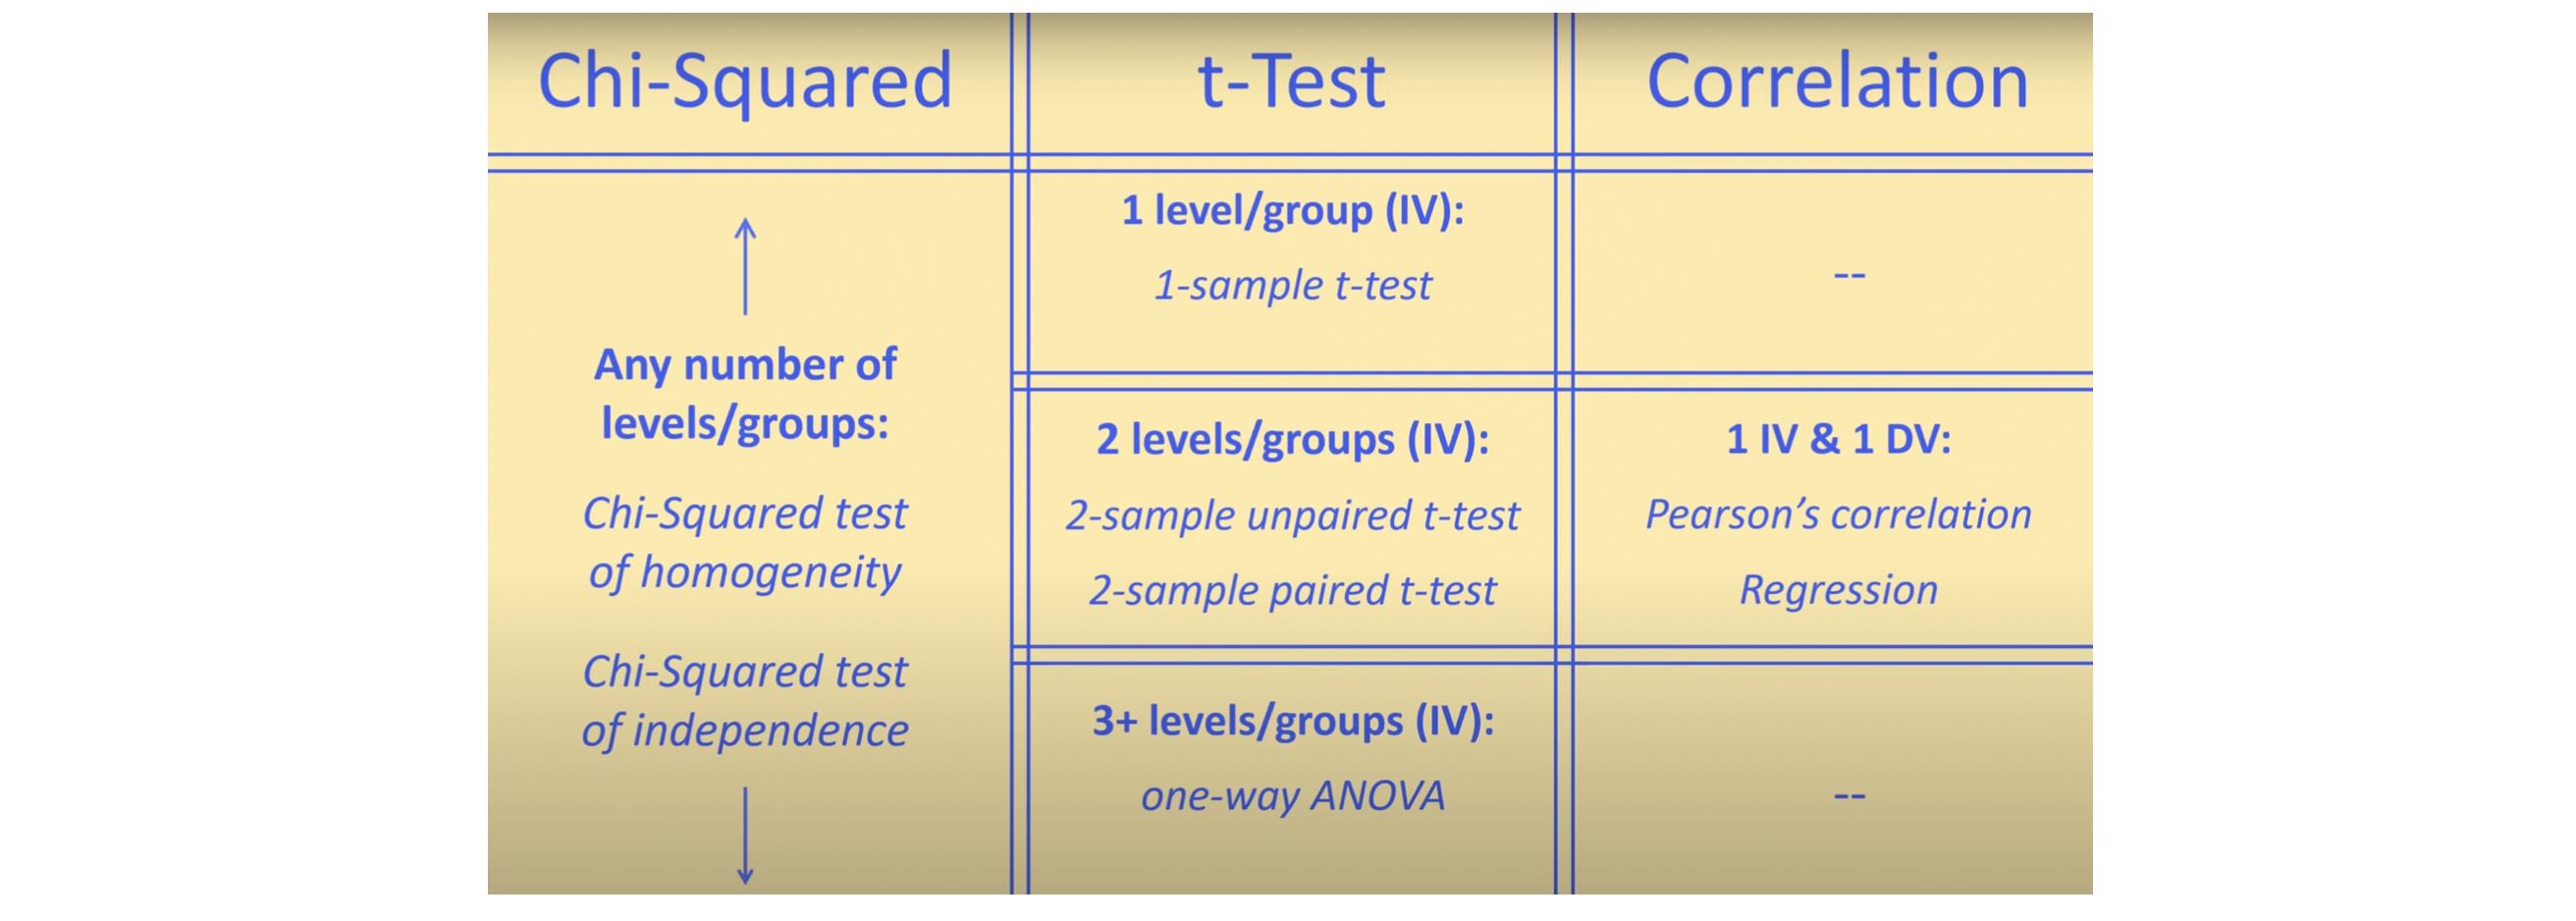 Chi-Squared
t-Test
Correlation
Any number of
levels/groups:
Chi-Squared test
of homogeneity
Chi-Squared test
of independence
1 level/group (IV):
1-sample t-test
--
2 levels/groups (IV):
2-sample unpaired t-test
2-sample paired t-test
1 IV & 1 DV:
Pearson’s correlation
Regression
3+ levels/groups (IV):
one-way ANOVA
--